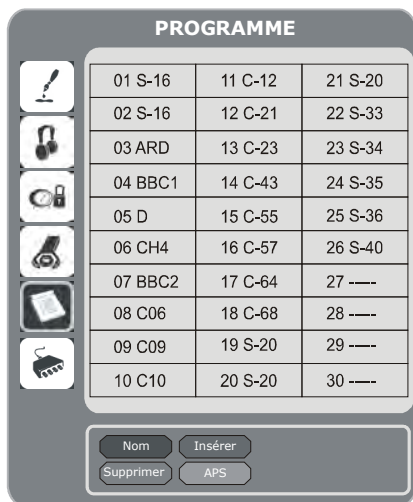 PROGRAMME
01 S-16 11 C-12 21 S-20
02 S-16 12 C-21 22 S-33
03 ARD 13 C-23 23 S-34
04 BBC1 14 C-43 24 S-35
05 D 15 C-55 25 S-36
06 CH4 16 C-57 26 S-40
07 BBC2 17 C-64 27 -----
08 C06 18 C-68 28 -----
09 C09 19 S-20 29 -----
10 C10 20 S-20 30 -----
Nom Insérer
Supprimer APS